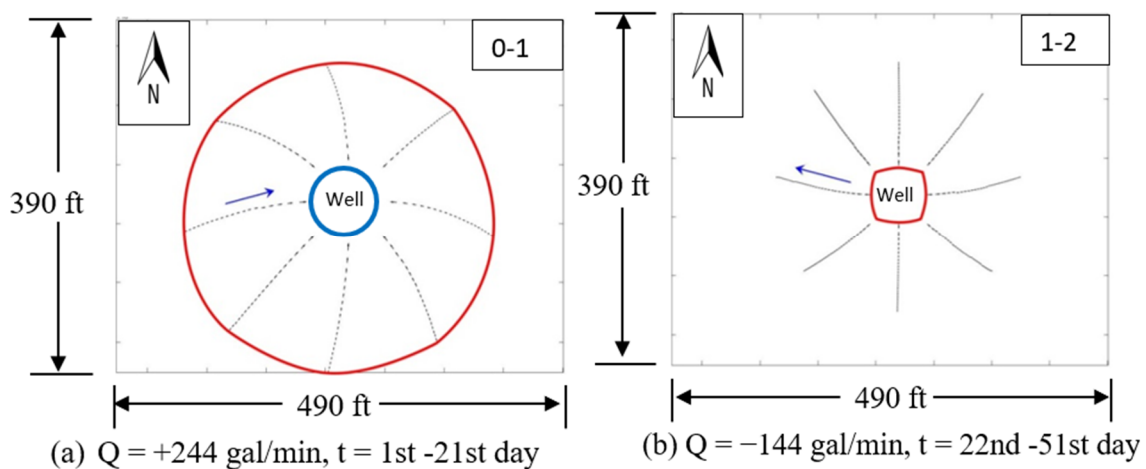 0-1
N
Well
390 ft
490 ft
(a) Q = +244 gal/min, t = 1st -21st day
1-2
N
Well
390 ft
490 ft
(b) Q = −144 gal/min, t = 22nd -51st day